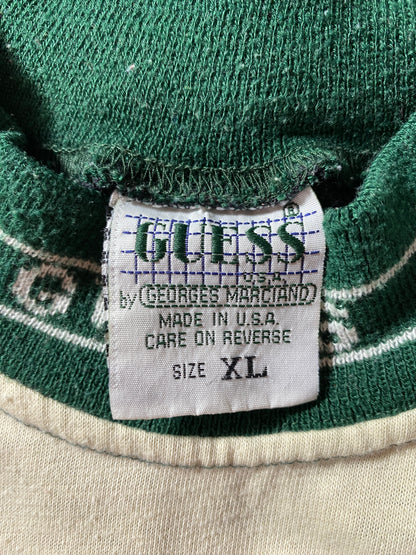 GUESS®
U.S.A.
by GEORGES MARCIANO
MADE IN U.S.A.
CARE ON REVERSE
SIZE XL
G